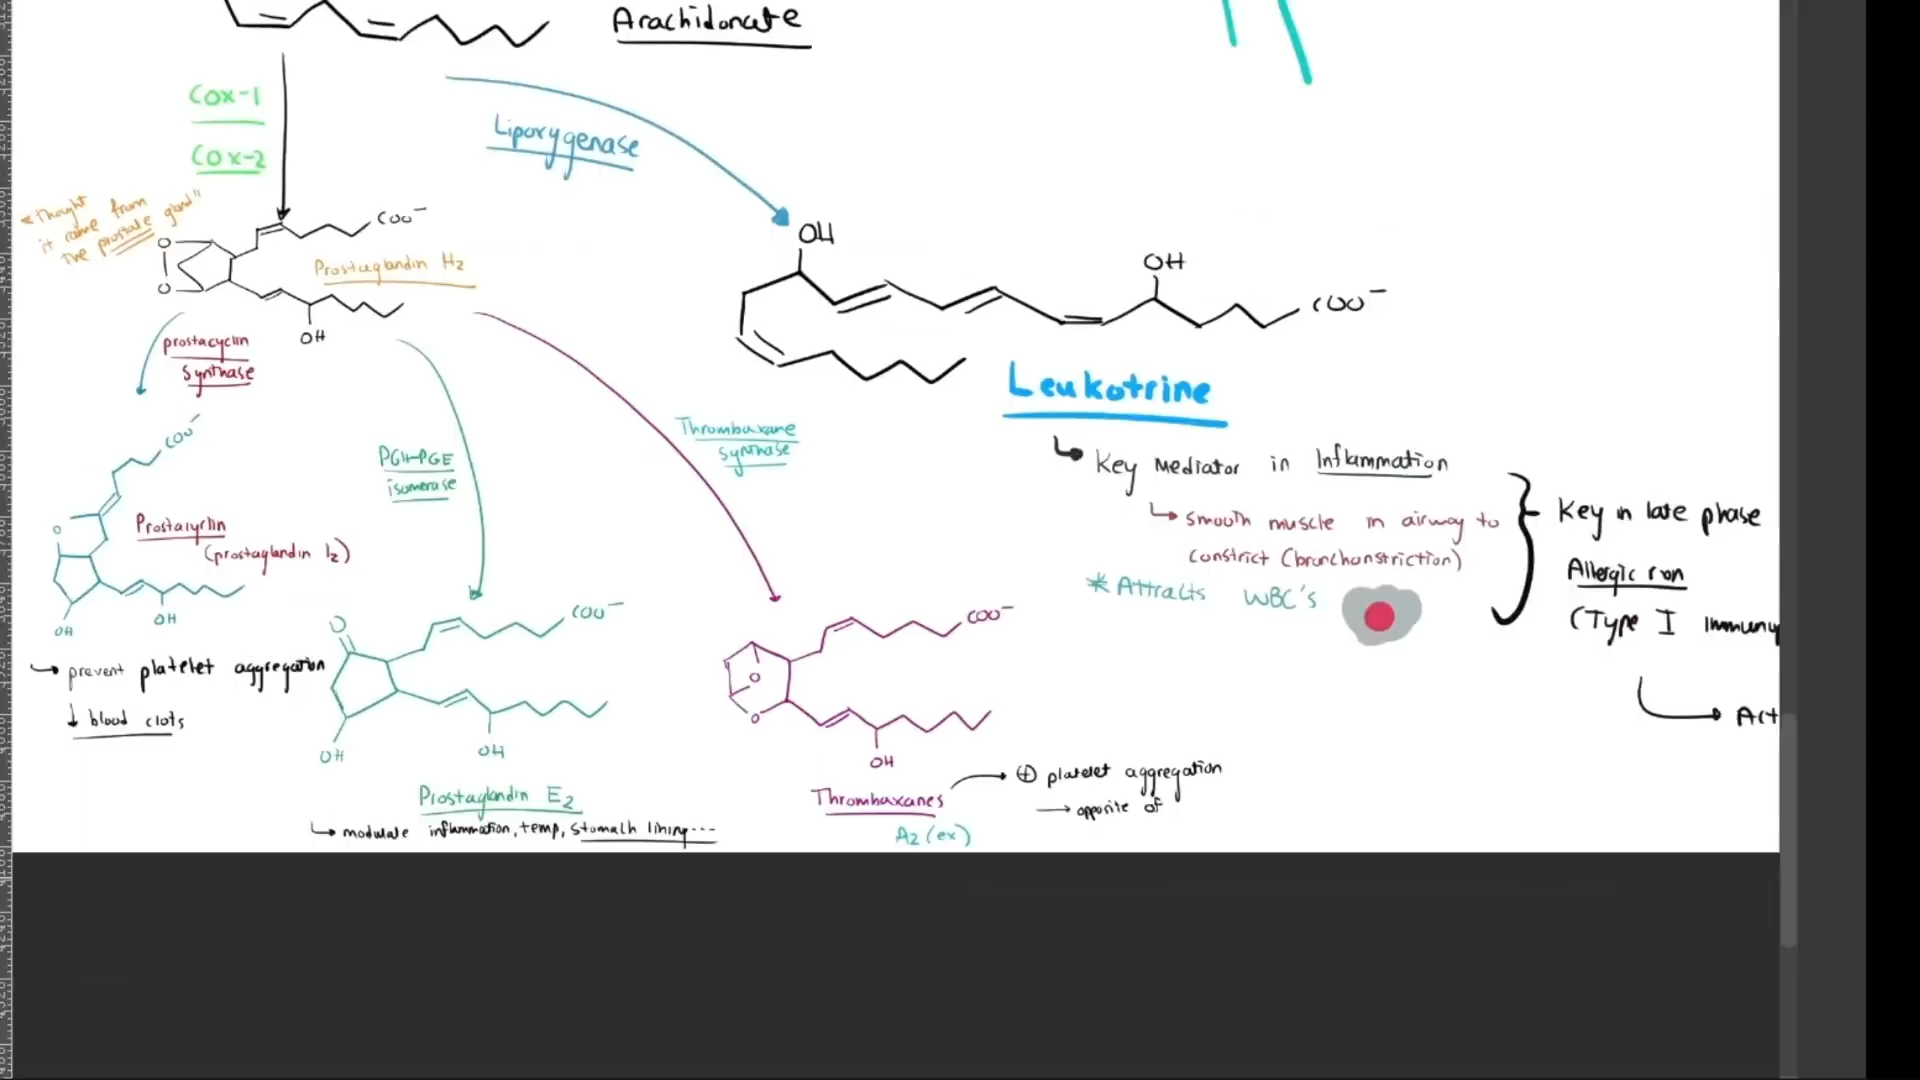 Arachidonate
Cox-1
Cox-2
Lipoxygenase
"Thought
it came from
the prostate gland"
COO⁻
O
O
Prostaglandin H2
OH
OH
OH
COO⁻
Leukotrine
prostacyclin
synthase
PGH-PGE
isomerase
Thromboxane
synthase
Key Mediator in Inflammation
smooth muscle in airway to
constrict (bronchonstriction)
* Attracts WBC's
Key in late phase
Allergic rxn
(Type I immuny
Act
COO⁻
O
Prostacyclin
(prostaglandin I2)
OH
OH
prevent platelet aggregation
↓ blood clots
O
COO⁻
OH
OH
Prostaglandin E2
modulate inflammation, temp, stomach lining...
COO⁻
O
O
OH
Thromboxanes
A2 (ex)
⊕ platelet aggregation
→ opposite of